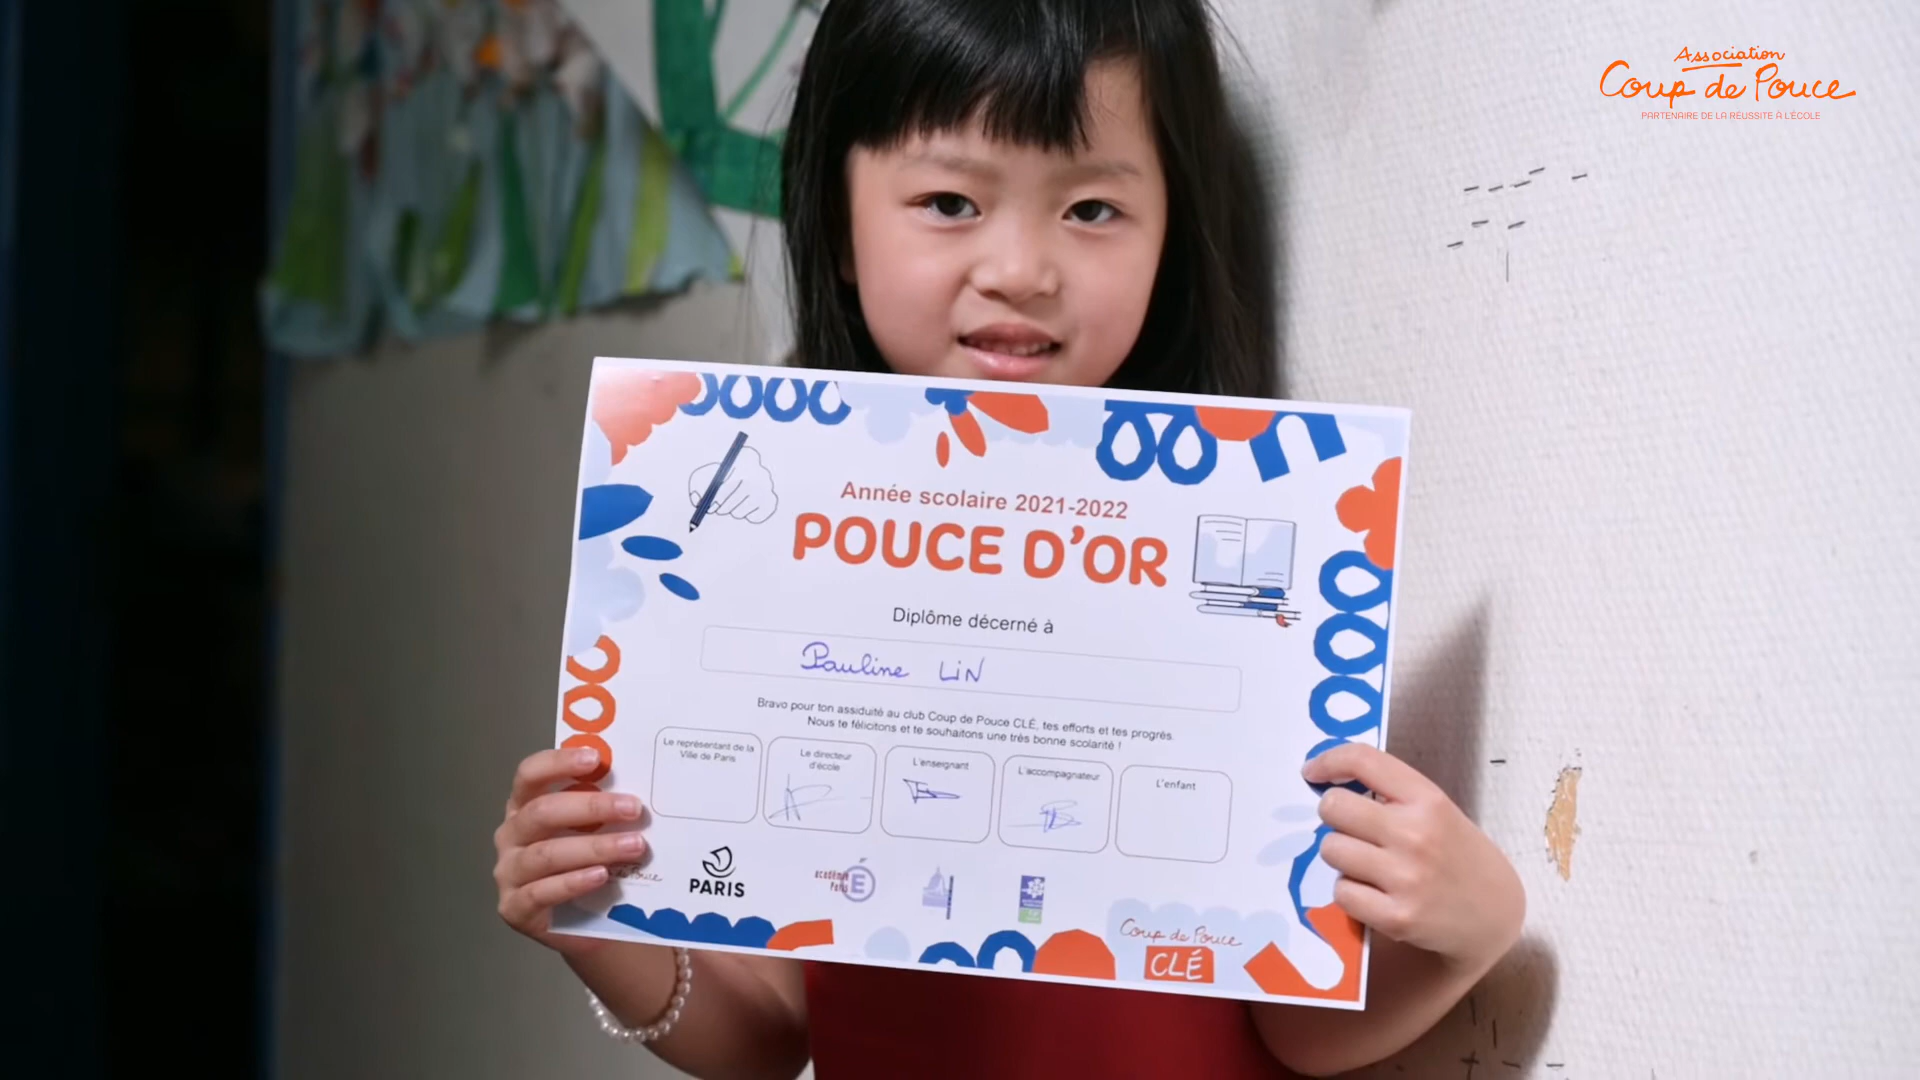 Association
Coup de Pouce
PARTENAIRE DE LA RÉUSSITE À L'ÉCOLE
Année scolaire 2021-2022
POUCE D'OR
Diplôme décerné à
Pauline LiN
Bravo pour ton assiduité au club Coup de Pouce CLÉ, tes efforts et tes progrès.
Nous te félicitons et te souhaitons une très bonne scolarité !
Le représentant de la
Ville de Paris
Le directeur
d'école
L'enseignant
L'accompagnateur
L'enfant
PARIS
académie
Paris
É
Coup de Pouce
CLÉ